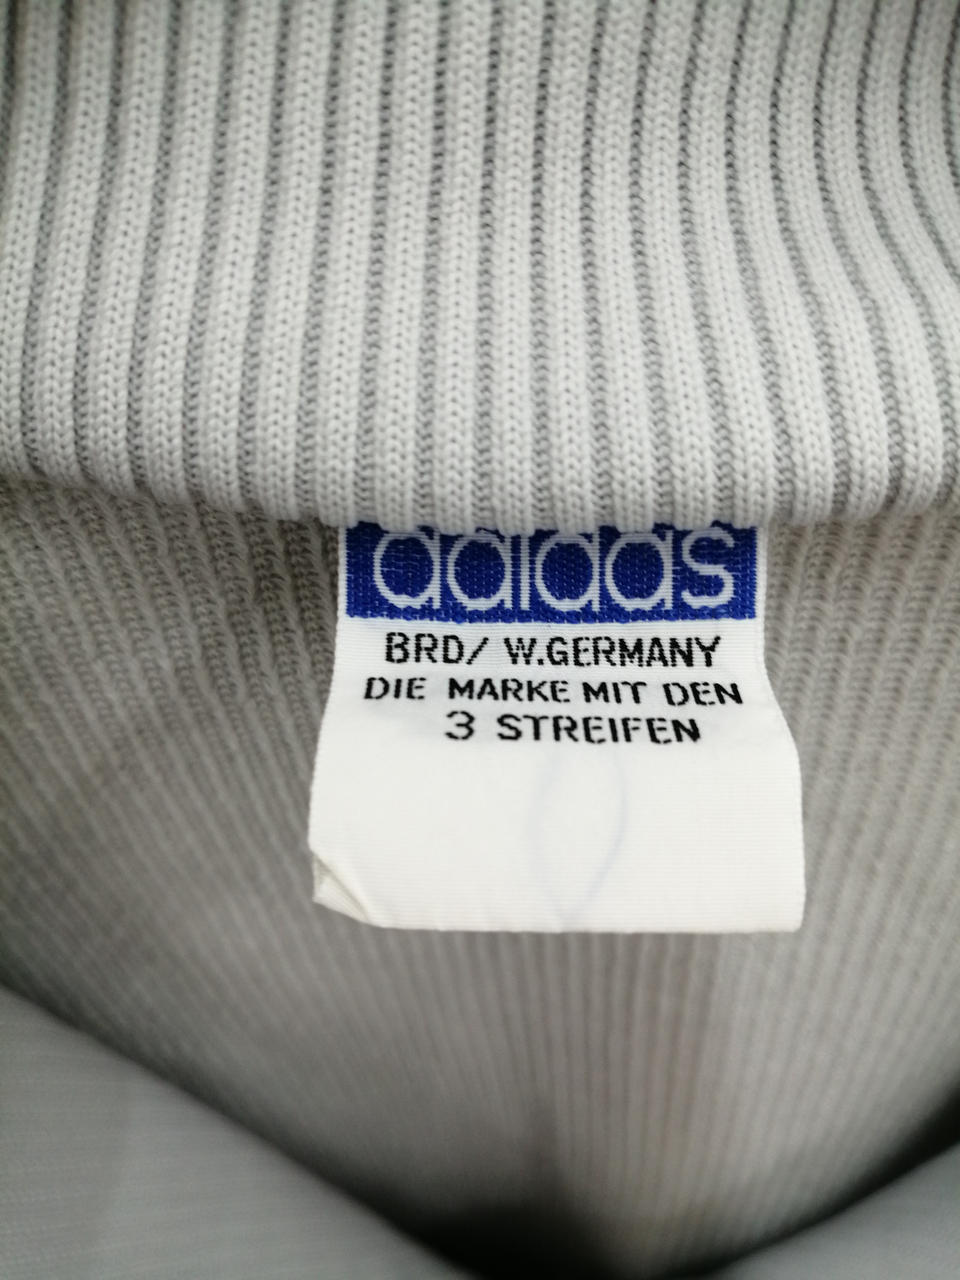 adidas
BRD/ W.GERMANY
DIE MARKE MIT DEN
3 STREIFEN